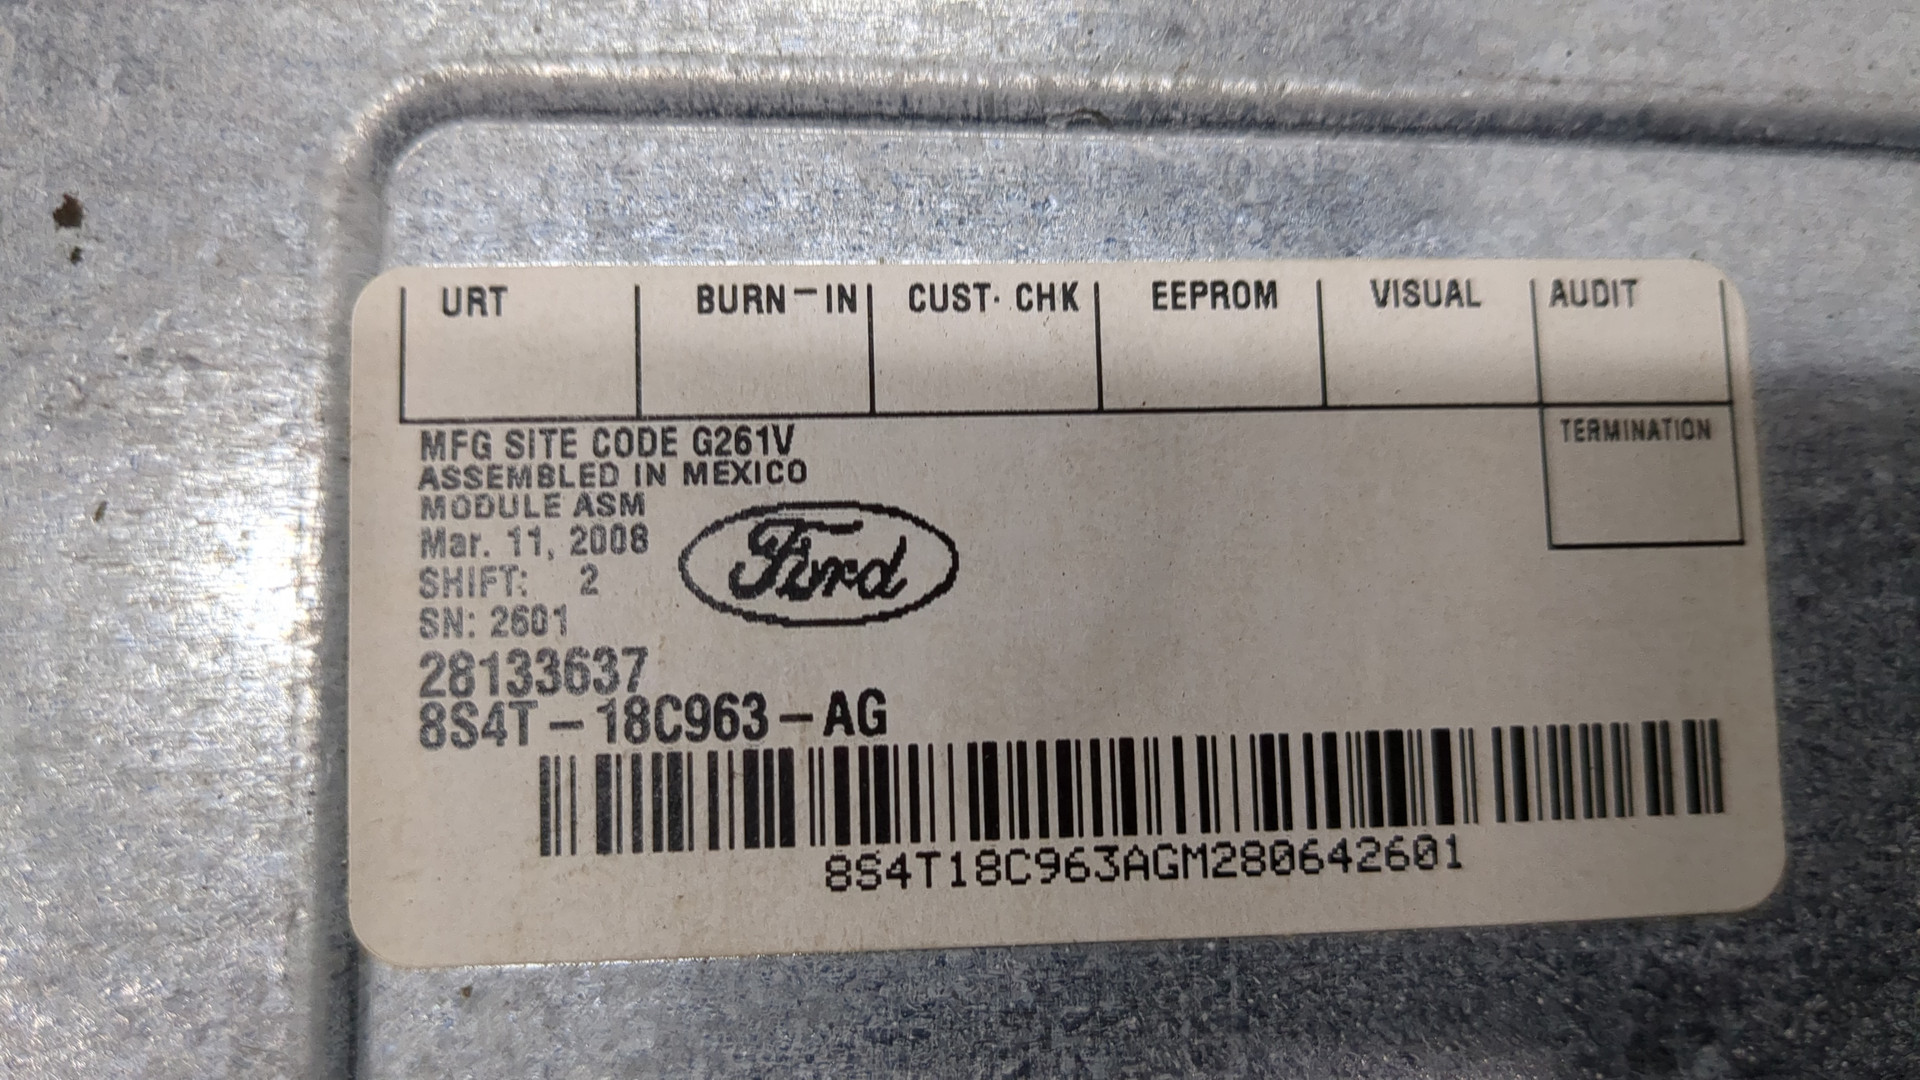 URT BURN-IN CUST. CHK EEPROM VISUAL AUDIT
TERMINATION
MFG SITE CODE G261V
ASSEMBLED IN MEXICO
MODULE ASM
Mar. 11, 2008
SHIFT: 2
SN: 2601
Ford
28133637
8S4T-18C963-AG
8S4T18C963AGM280642601